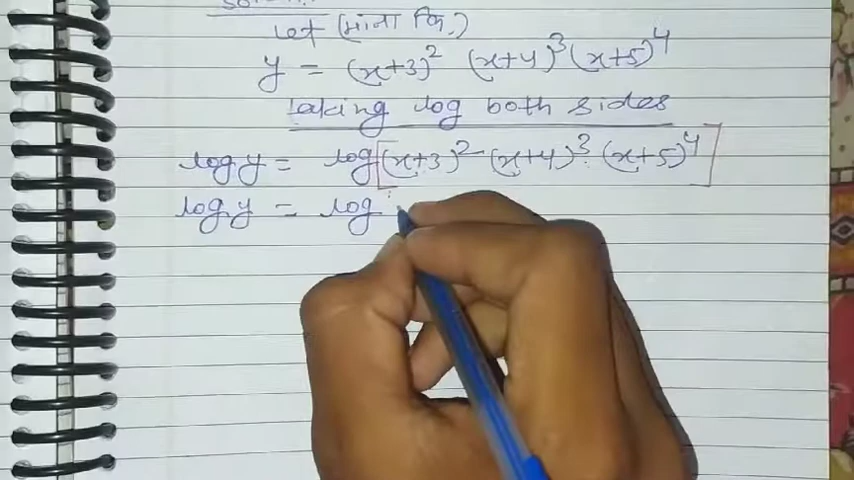 Let (माना कि)
y = (x+3)² (x+4)³ (x+5)⁴
taking log both sides
log y = log[(x+3)² (x+4)³ (x+5)⁴]
log y = log